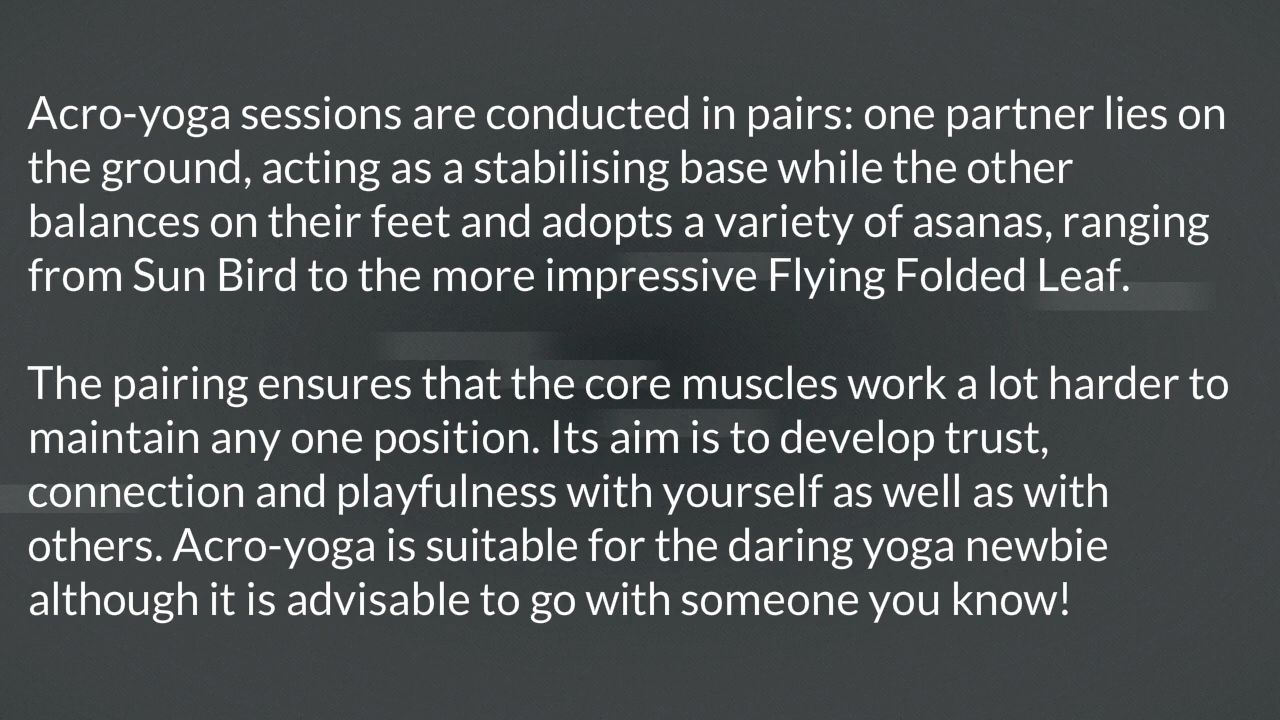 Acro-yoga sessions are conducted in pairs: one partner lies on
the ground, acting as a stabilising base while the other
balances on their feet and adopts a variety of asanas, ranging
from Sun Bird to the more impressive Flying Folded Leaf.
The pairing ensures that the core muscles work a lot harder to
maintain any one position. Its aim is to develop trust,
connection and playfulness with yourself as well as with
others. Acro-yoga is suitable for the daring yoga newbie
although it is advisable to go with someone you know!